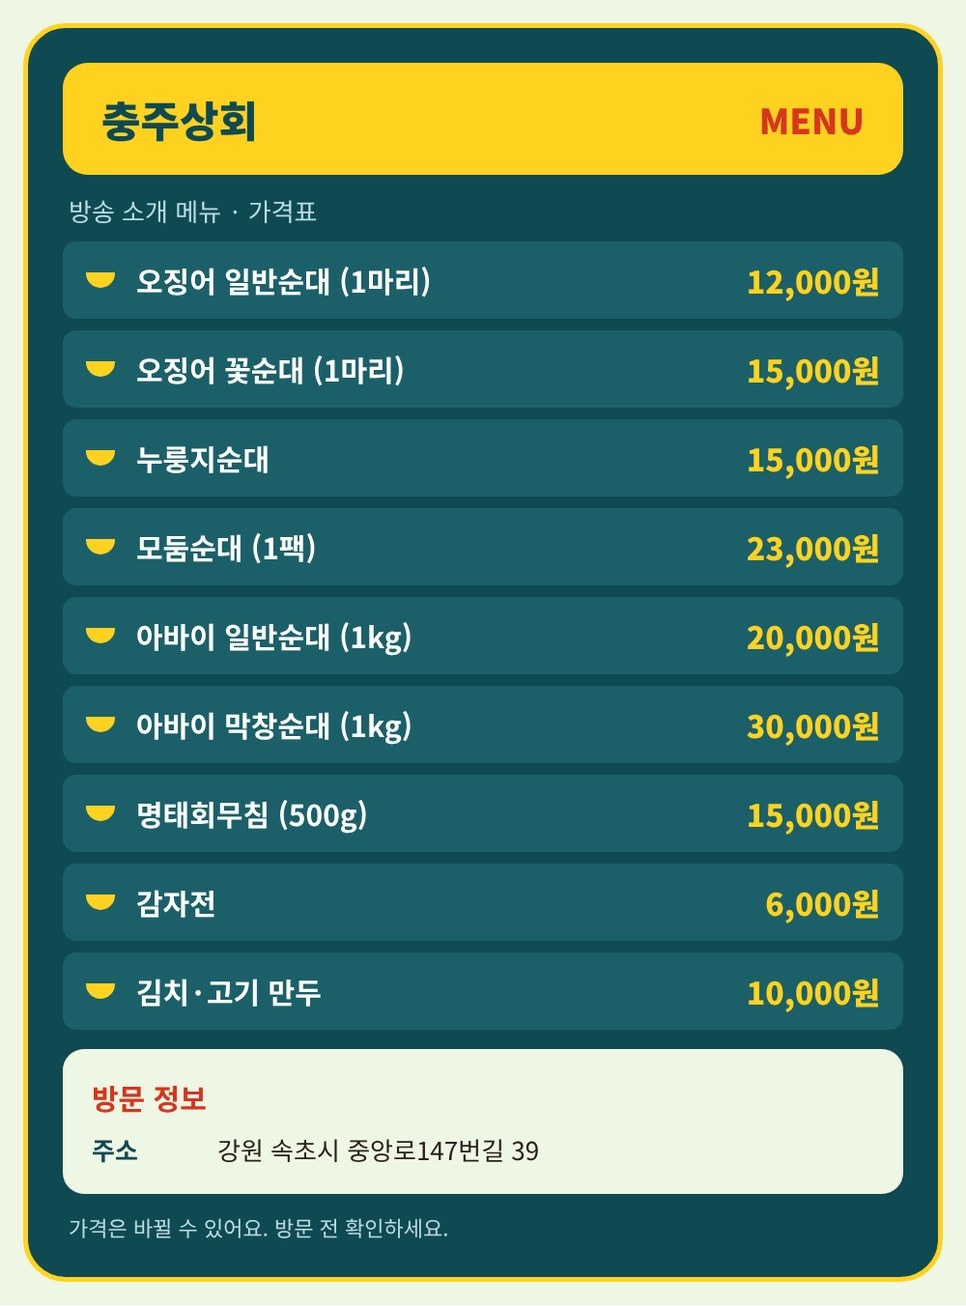 충주상회 MENU
방송 소개 메뉴 · 가격표
오징어 일반순대 (1마리) 12,000원
오징어 꽃순대 (1마리) 15,000원
누룽지순대 15,000원
모둠순대 (1팩) 23,000원
아바이 일반순대 (1kg) 20,000원
아바이 막창순대 (1kg) 30,000원
명태회무침 (500g) 15,000원
감자전 6,000원
김치·고기 만두 10,000원
방문 정보
주소 강원 속초시 중앙로147번길 39
가격은 바뀔 수 있어요. 방문 전 확인하세요.